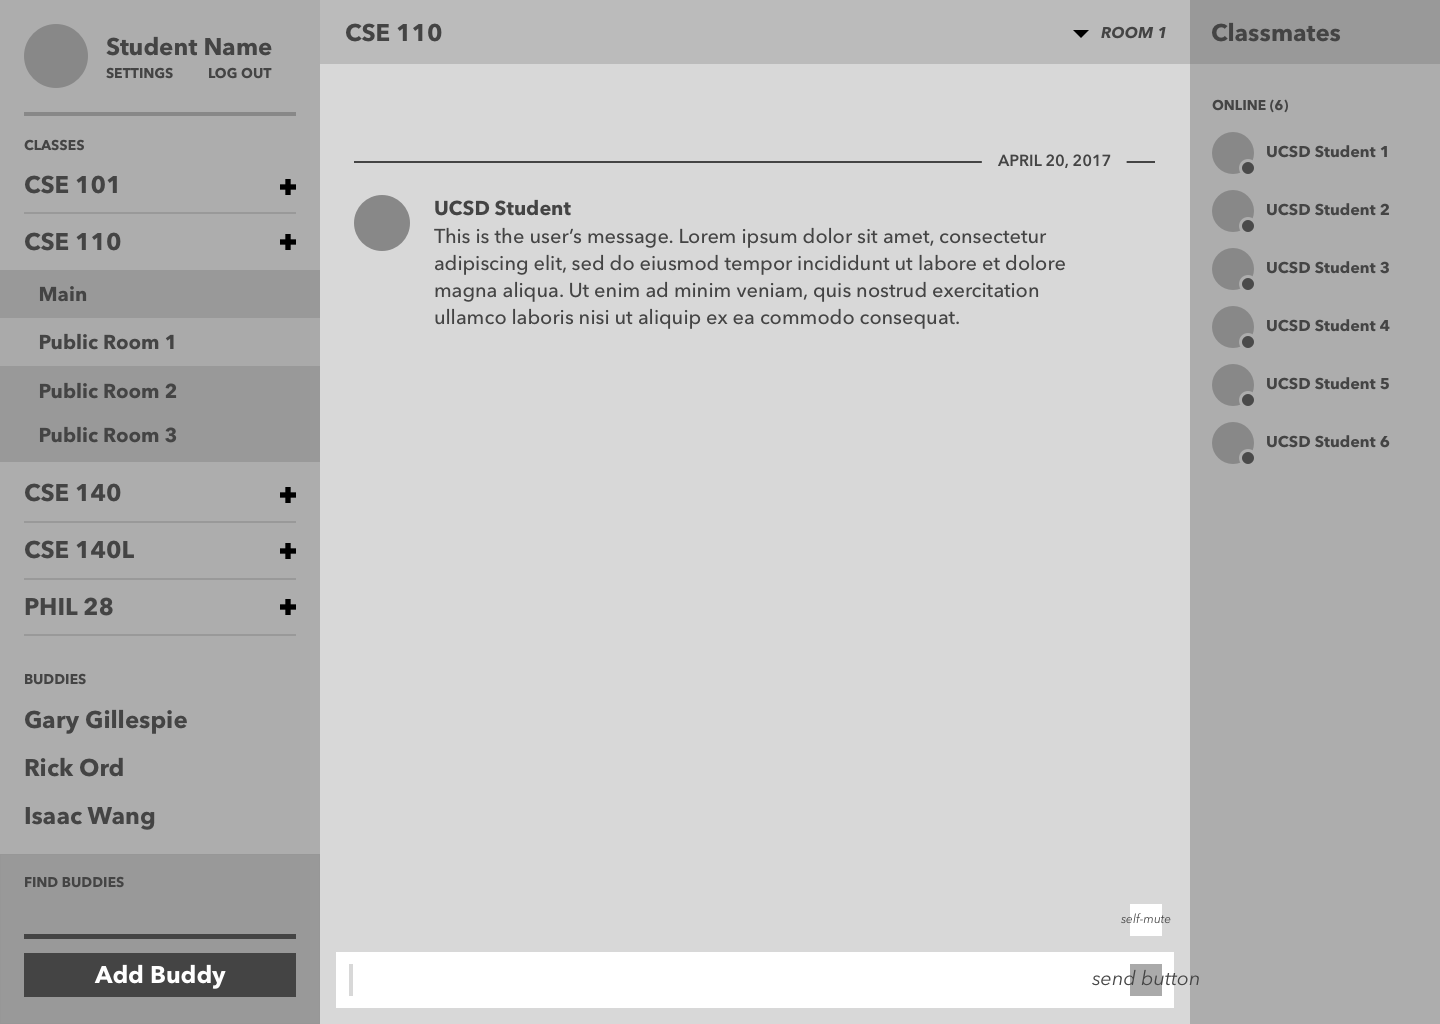 Student Name
SETTINGS LOG OUT
CLASSES
CSE 101
CSE 110
Main
Public Room 1
Public Room 2
Public Room 3
CSE 140
CSE 140L
PHIL 28
BUDDIES
Gary Gillespie
Rick Ord
Isaac Wang
FIND BUDDIES
Add Buddy
CSE 110
ROOM 1
APRIL 20, 2017
UCSD Student
This is the user’s message. Lorem ipsum dolor sit amet, consectetur
adipiscing elit, sed do eiusmod tempor incididunt ut labore et dolore
magna aliqua. Ut enim ad minim veniam, quis nostrud exercitation
ullamco laboris nisi ut aliquip ex ea commodo consequat.
self-mute
send button
Classmates
ONLINE (6)
UCSD Student 1
UCSD Student 2
UCSD Student 3
UCSD Student 4
UCSD Student 5
UCSD Student 6